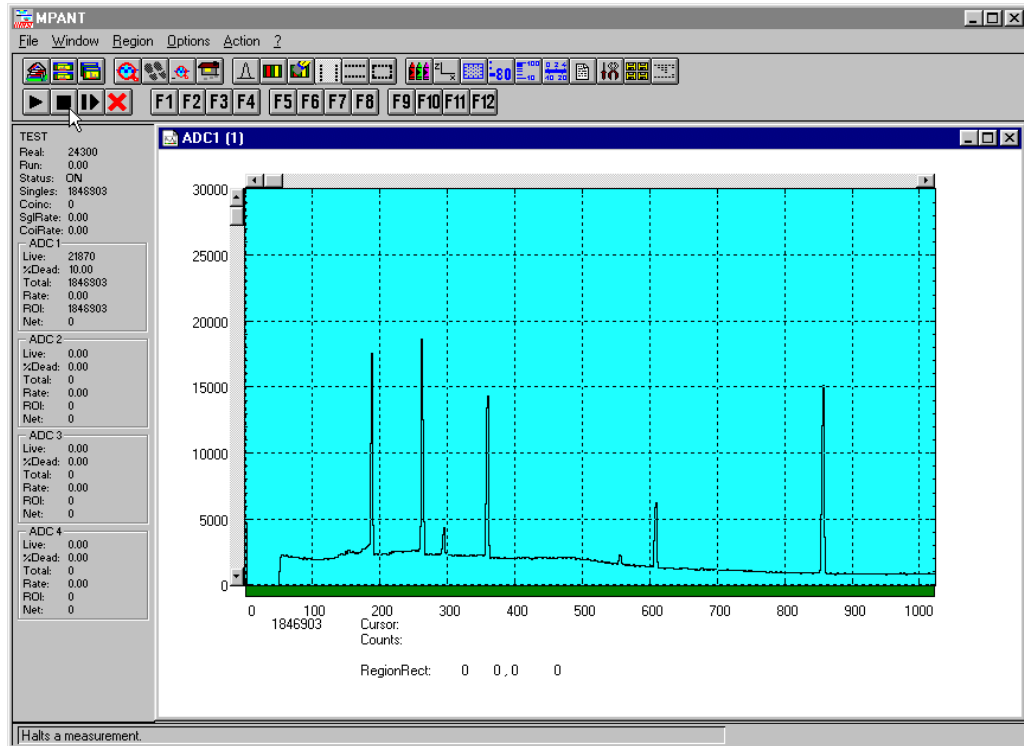 MPANT
File Window Region Options Action ?
F1 F2 F3 F4 F5 F6 F7 F8 F9 F10 F11 F12
TEST
Real: 24300
Run: 0.00
Status: ON
Singles: 1846903
Coinc: 0
SglRate: 0.00
CoiRate: 0.00
ADC 1
Live: 21870
%Dead: 10.00
Total: 1846903
Rate: 0.00
ROI: 1846903
Net: 0
ADC 2
Live: 0.00
%Dead: 0.00
Total: 0
Rate: 0.00
ROI: 0
Net: 0
ADC 3
Live: 0.00
%Dead: 0.00
Total: 0
Rate: 0.00
ROI: 0
Net: 0
ADC 4
Live: 0.00
%Dead: 0.00
Total: 0
Rate: 0.00
ROI: 0
Net: 0
ADC1 (1)
30000
25000
20000
15000
10000
5000
0
0 100 200 300 400 500 600 700 800 900 1000
1846903 Cursor:
Counts:
RegionRect: 0 0,0 0
Halts a measurement.